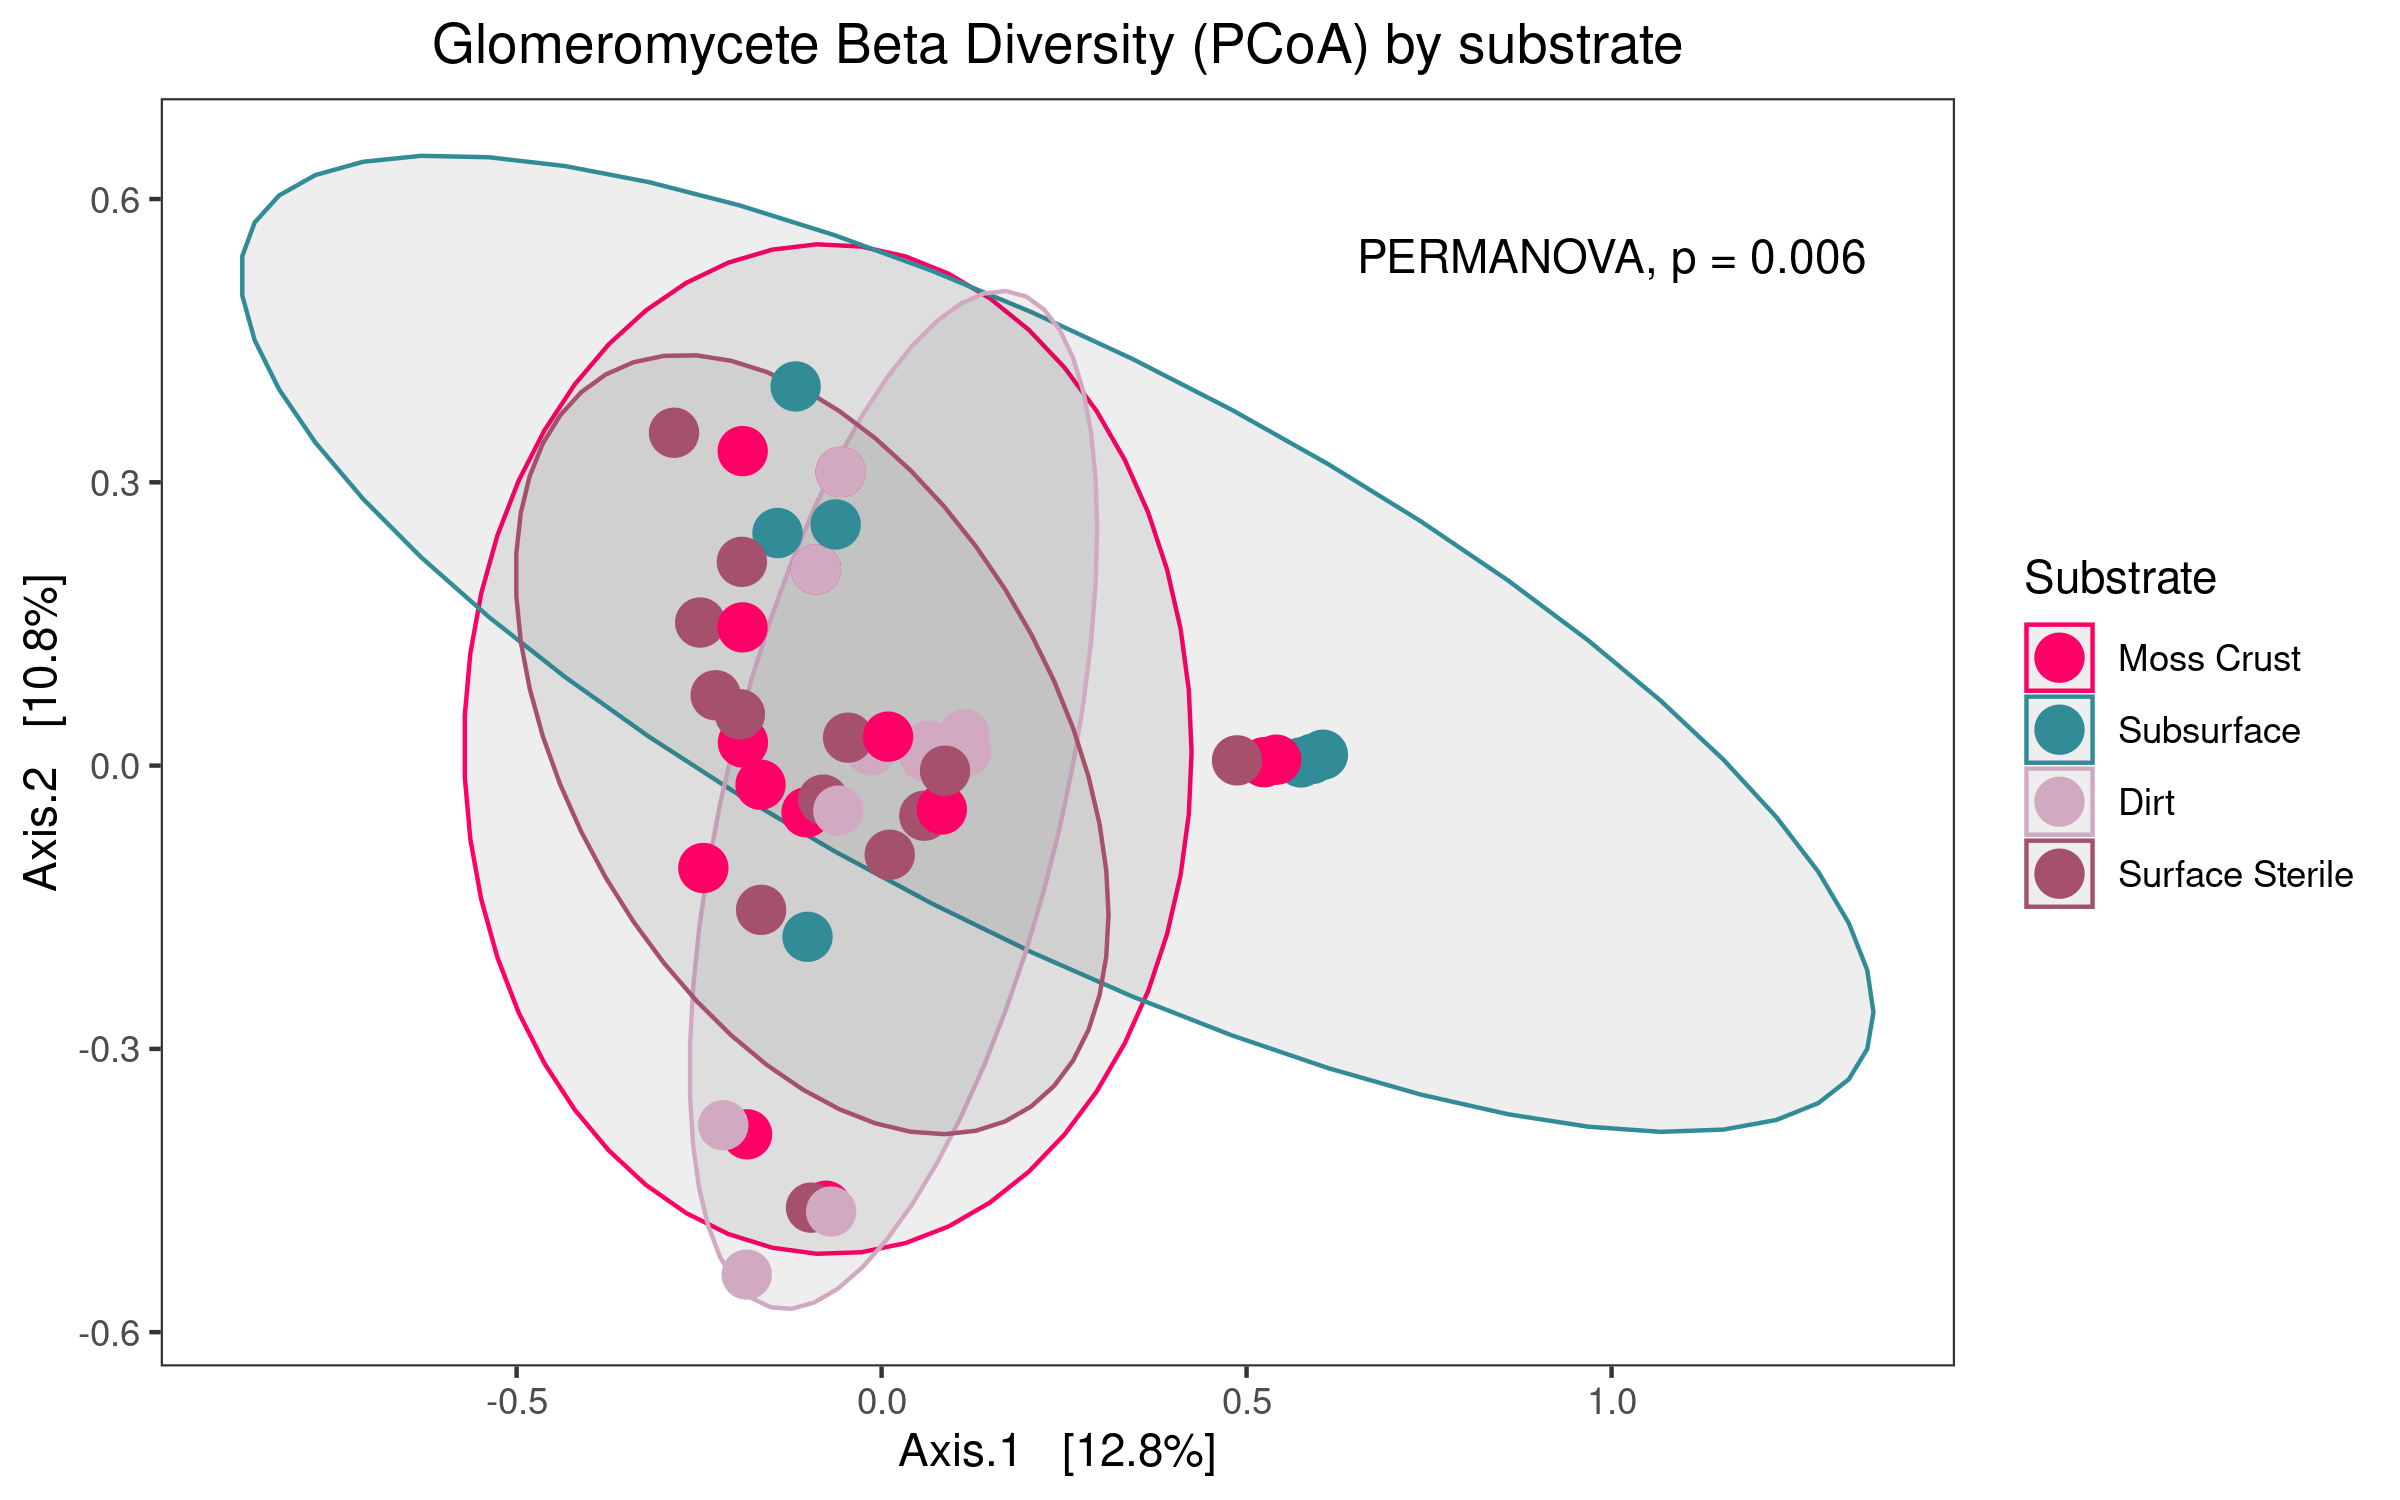 Glomeromycete Beta Diversity (PCoA) by substrate
PERMANOVA, p = 0.006
0.6
0.3
0.0
-0.3
-0.6
Axis.2 [10.8%]
-0.5 0.0 0.5 1.0
Axis.1 [12.8%]
Substrate
Moss Crust
Subsurface
Dirt
Surface Sterile